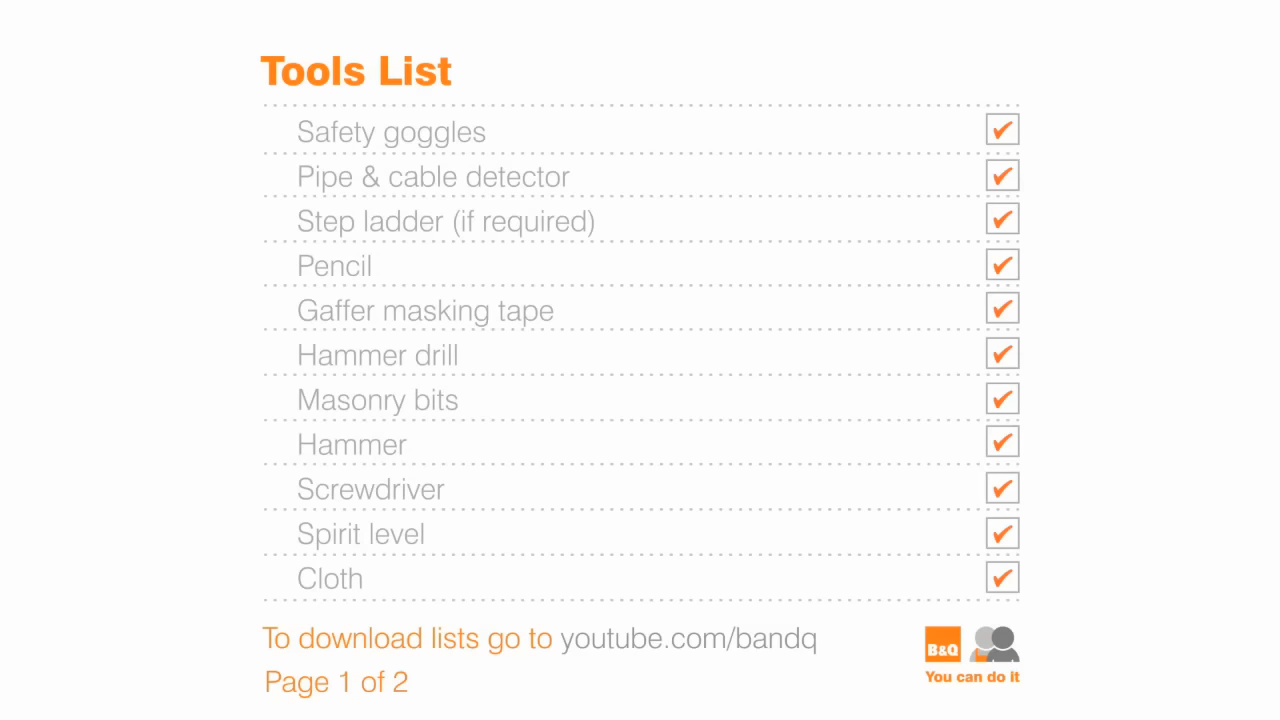 Tools List
Safety goggles
Pipe & cable detector
Step ladder (if required)
Pencil
Gaffer masking tape
Hammer drill
Masonry bits
Hammer
Screwdriver
Spirit level
Cloth
To download lists go to youtube.com/bandq
Page 1 of 2
B&Q
You can do it